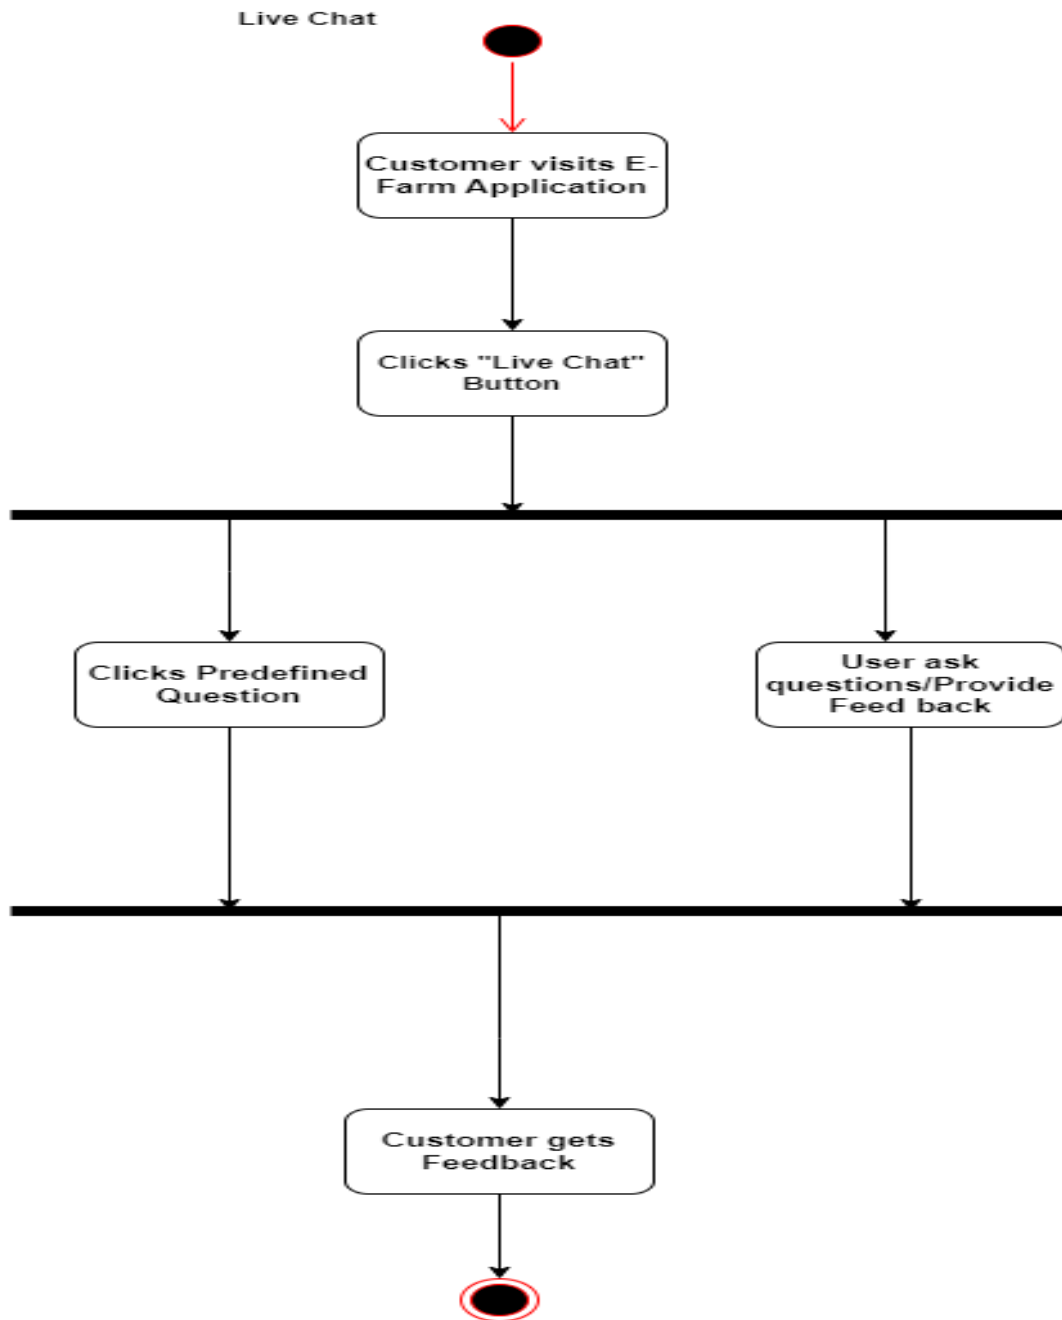 Live Chat
Customer visits E-
Farm Application
Clicks "Live Chat"
Button
Clicks Predefined
Question
User ask
questions/Provide
Feed back
Customer gets
Feedback